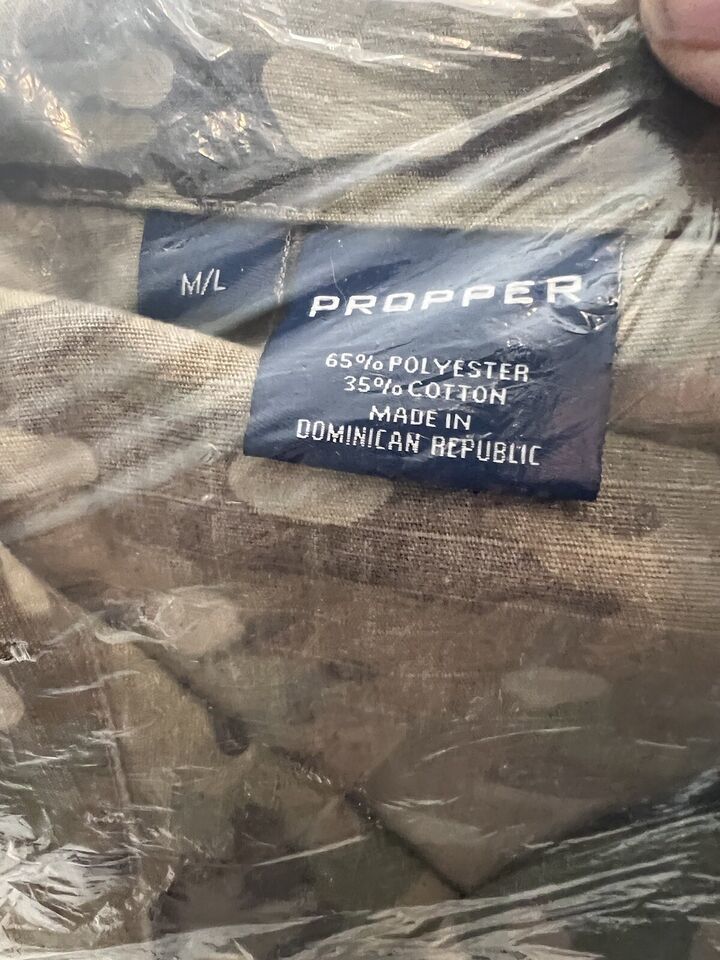 M/L
PROPPER
65% POLYESTER
35% COTTON
MADE IN
DOMINICAN REPUBLIC